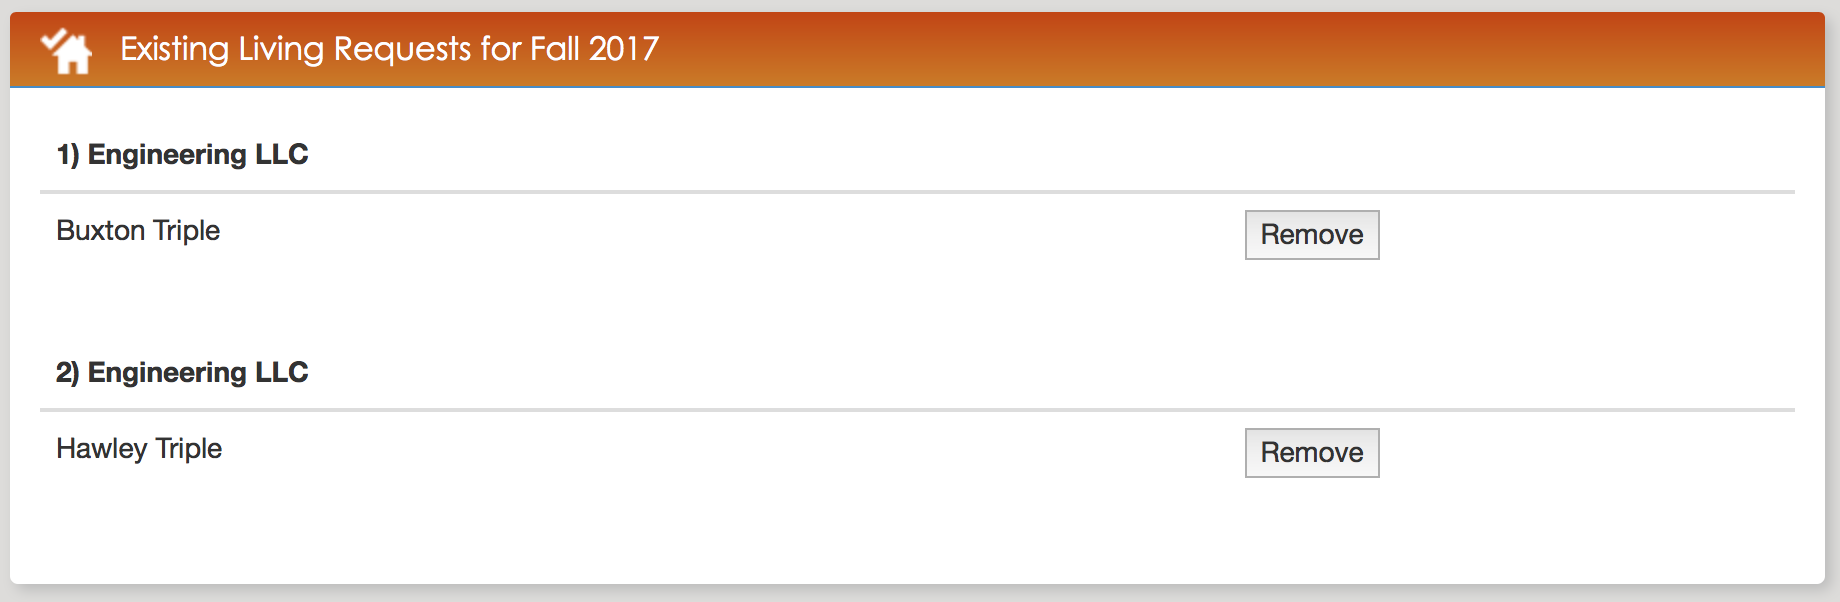 Existing Living Requests for Fall 2017
1) Engineering LLC
Buxton Triple
Remove
2) Engineering LLC
Hawley Triple
Remove